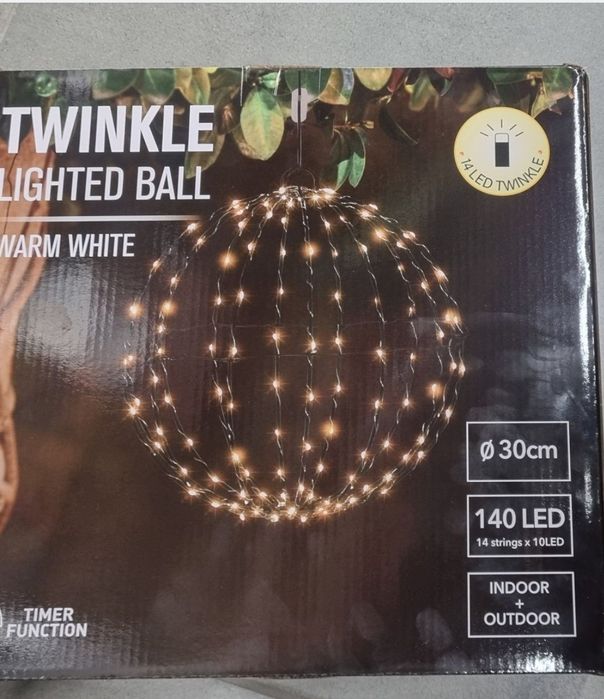 TWINKLE
LIGHTED BALL
WARM WHITE
14 LED TWINKLE
Ø 30cm
140 LED
14 strings x 10LED
INDOOR
+
OUTDOOR
TIMER
FUNCTION